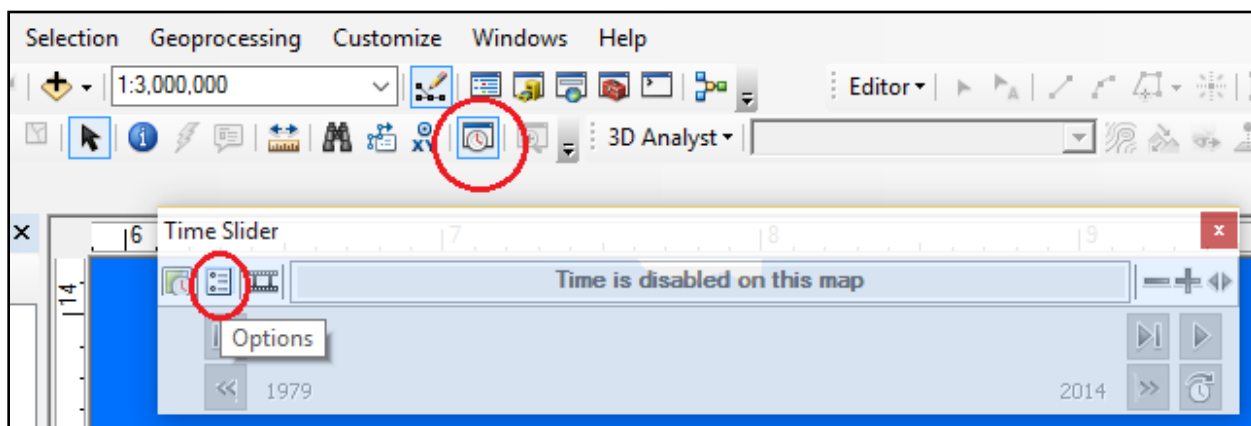 Selection Geoprocessing Customize Windows Help
1:3,000,000 Editor
XY 3D Analyst
6 Time Slider 7 8 9 x
Time is disabled on this map
14
Options
1979 2014